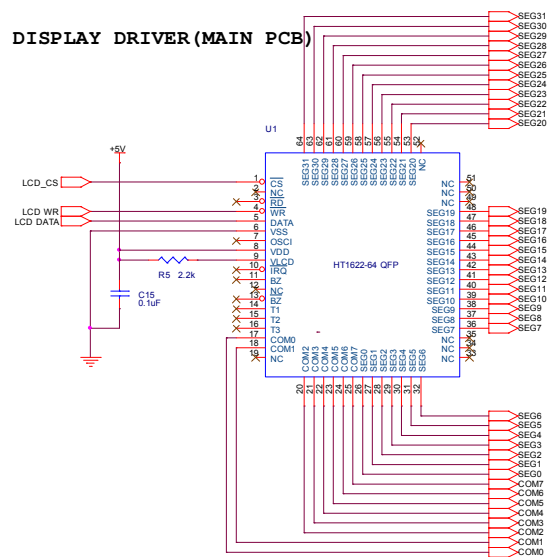 DISPLAY DRIVER(MAIN PCB)
SEG31
SEG30
SEG29
SEG28
SEG27
SEG26
SEG25
SEG24
SEG23
SEG22
SEG21
SEG20
U1
64 63 62 61 60 59 58 57 56 55 54 53 52
SEG31 SEG30 SEG29 SEG28 SEG27 SEG26 SEG25 SEG24 SEG23 SEG22 SEG21 SEG20 NC
+5V
LCD_CS
LCD WR
LCD DATA
1 CS
2 NC
3 RD
4 WR
5 DATA
6 VSS
7 OSCI
8 VDD
9 VLCD
10 IRQ
11 BZ
12 NC
13 BZ
14 T1
15 T2
16 T3
17 COM0
18 COM1
19 NC
R5 2.2k
C15
0.1uF
HT1622-64 QFP
NC 51
NC 50
NC 49
SEG19 48 SEG19
SEG18 47 SEG18
SEG17 46 SEG17
SEG16 45 SEG16
SEG15 44 SEG15
SEG14 43 SEG14
SEG13 42 SEG13
SEG12 41 SEG12
SEG11 40 SEG11
SEG10 39 SEG10
SEG9 38 SEG9
SEG8 37 SEG8
SEG7 36 SEG7
NC 35
NC 34
NC 33
COM2 COM3 COM4 COM5 COM6 COM7 SEG0 SEG1 SEG2 SEG3 SEG4 SEG5 SEG6
20 21 22 23 24 25 26 27 28 29 30 31 32
SEG6
SEG5
SEG4
SEG3
SEG2
SEG1
SEG0
COM7
COM6
COM5
COM4
COM3
COM2
COM1
COM0